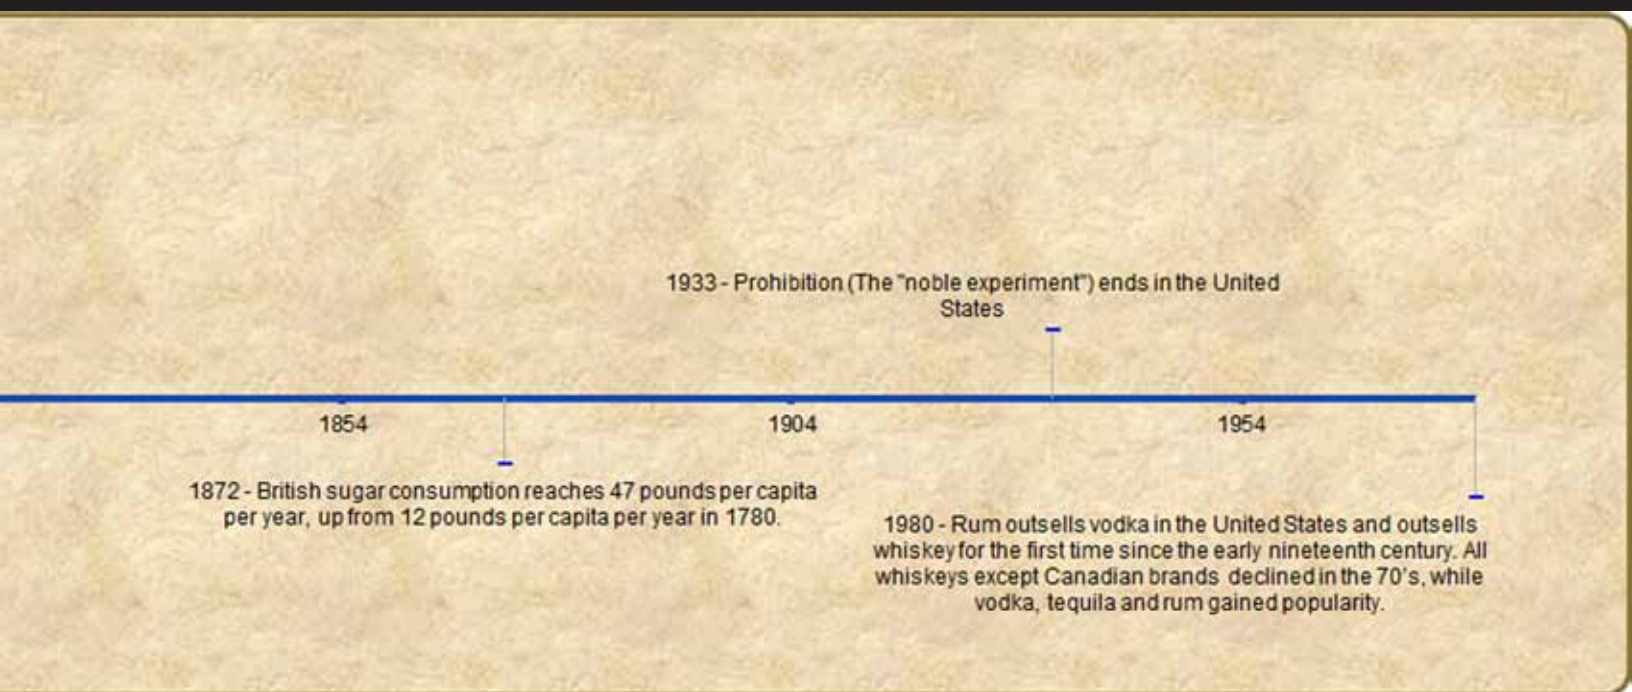 1933 - Prohibition (The "noble experiment") ends in the United
States
1854
1904
1954
1872 - British sugar consumption reaches 47 pounds per capita
per year, up from 12 pounds per capita per year in 1780.
1980 - Rum outsells vodka in the United States and outsells
whiskey for the first time since the early nineteenth century. All
whiskeys except Canadian brands declined in the 70's, while
vodka, tequila and rum gained popularity.